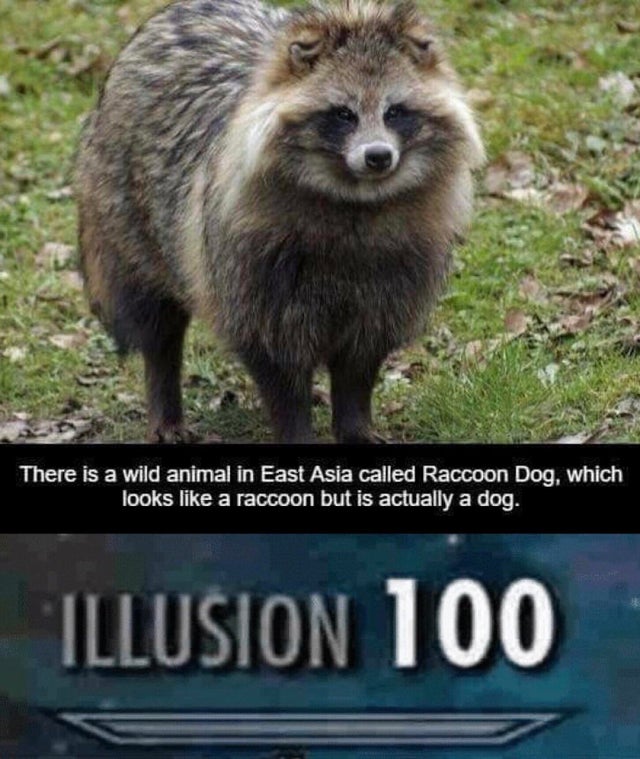 There is a wild animal in East Asia called Raccoon Dog, which
looks like a raccoon but is actually a dog.
ILLUSION 100